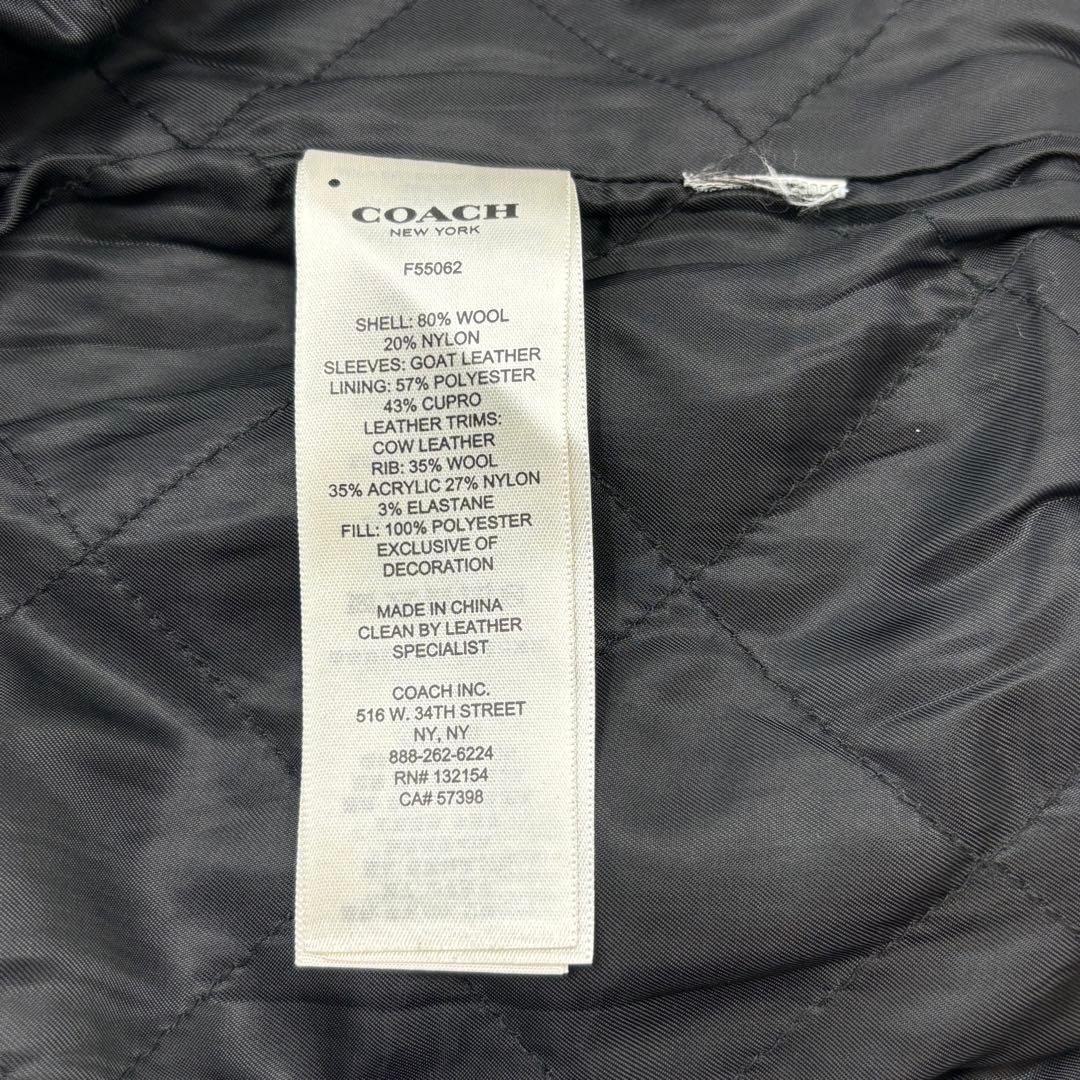 COACH
NEW YORK
F55062
SHELL: 80% WOOL
20% NYLON
SLEEVES: GOAT LEATHER
LINING: 57% POLYESTER
43% CUPRO
LEATHER TRIMS:
COW LEATHER
RIB: 35% WOOL
35% ACRYLIC 27% NYLON
3% ELASTANE
FILL: 100% POLYESTER
EXCLUSIVE OF
DECORATION
MADE IN CHINA
CLEAN BY LEATHER
SPECIALIST
COACH INC.
516 W. 34TH STREET
NY, NY
888-262-6224
RN# 132154
CA# 57398